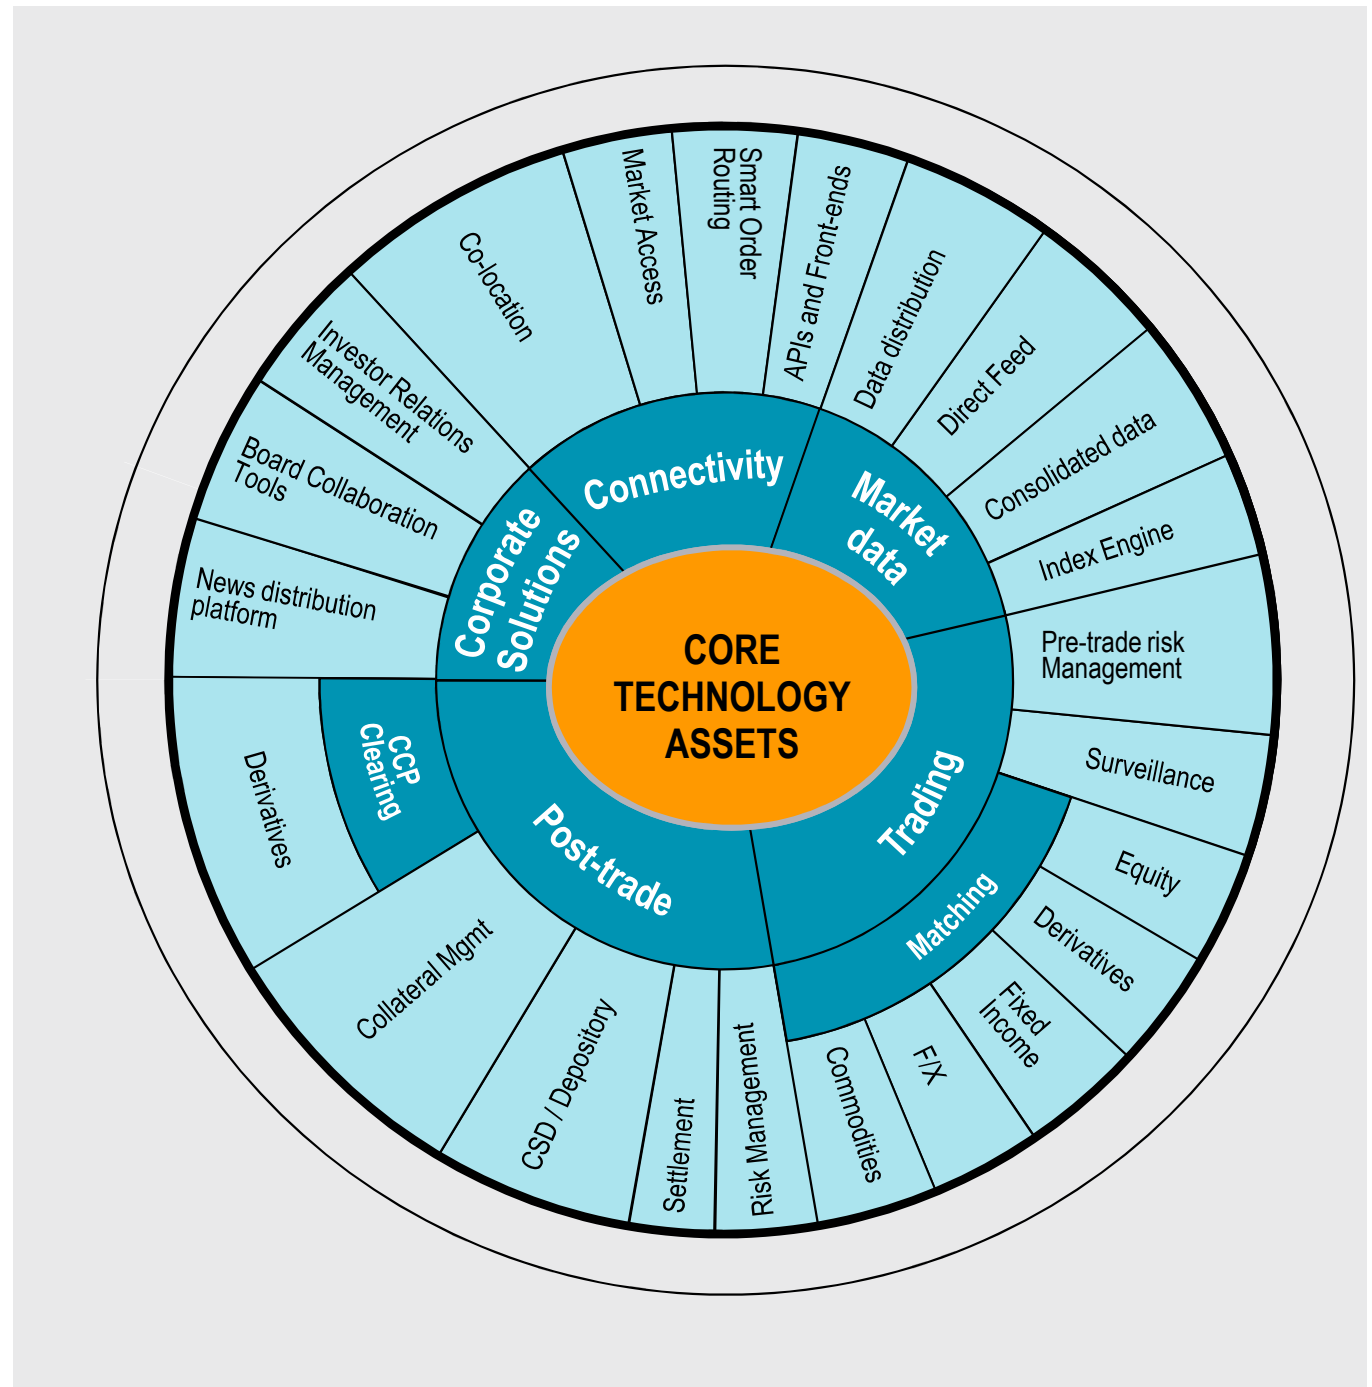 CORE
TECHNOLOGY
ASSETS
Connectivity
Co-location
Market Access
Smart Order
Routing
APIs and Front-ends
Market
data
Data distribution
Direct Feed
Consolidated data
Index Engine
Trading
Pre-trade risk
Management
Surveillance
Matching
Equity
Derivatives
Fixed
Income
F/X
Commodities
Post-trade
Risk Management
Settlement
CSD / Depository
Collateral Mgmt
CCP
Clearing
Derivatives
Corporate
Solutions
News distribution
platform
Board Collaboration
Tools
Investor Relations
Management